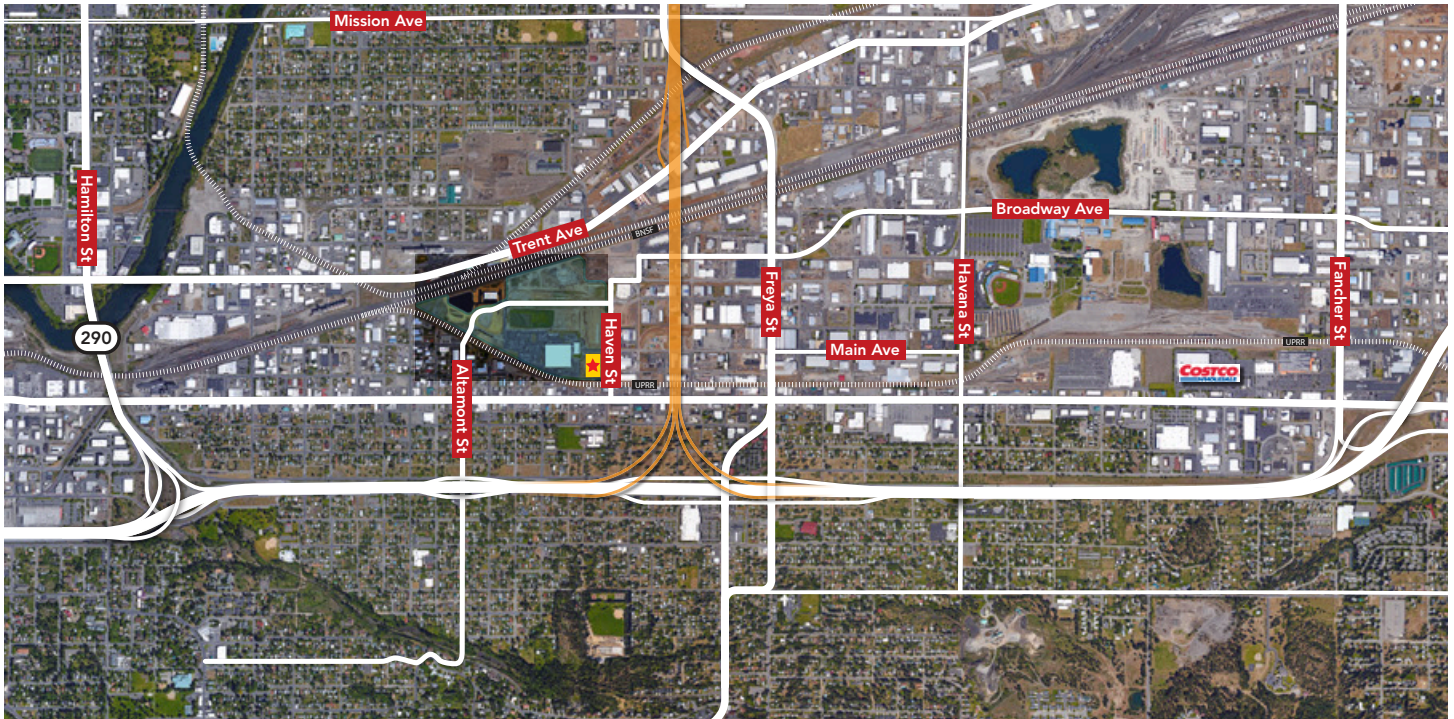 Mission Ave
Hamilton St
Broadway Ave
Trent Ave
BNSF
Freya St
Havana St
Fancher St
290
Haven St
UPRR
Main Ave
Altamont St
COSTCO
WHOLESALE
UPRR